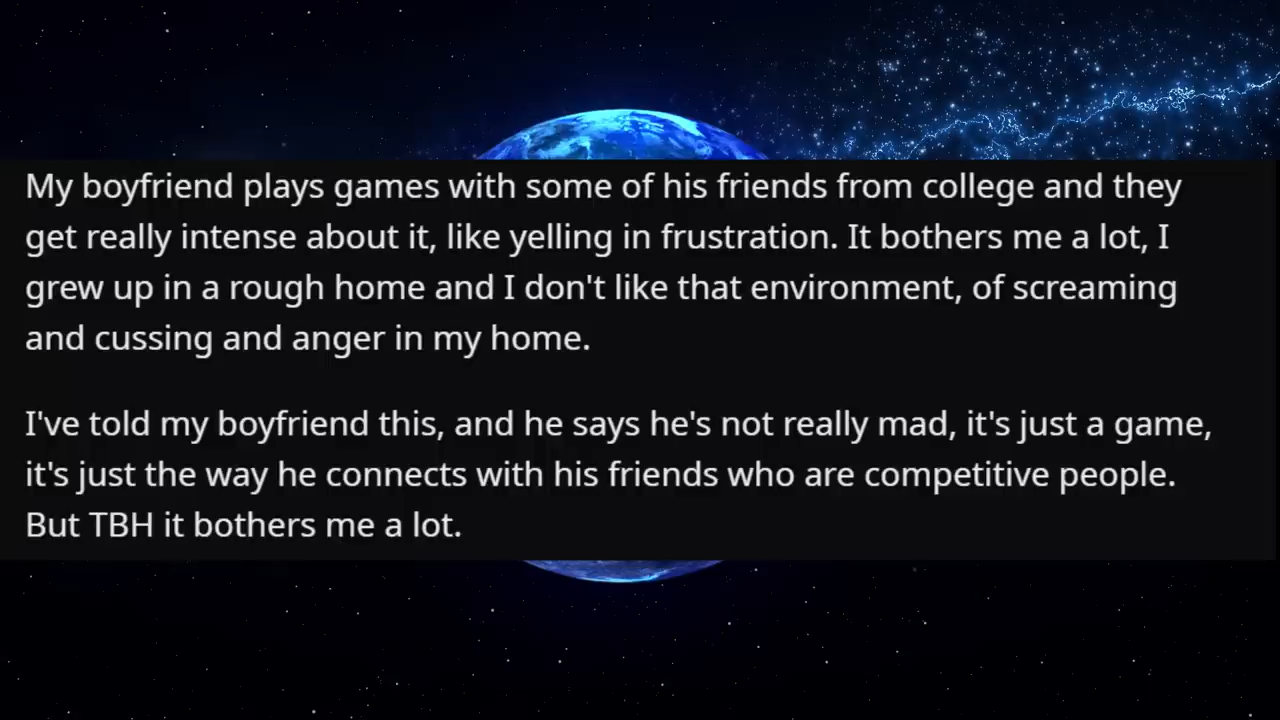 My boyfriend plays games with some of his friends from college and they
get really intense about it, like yelling in frustration. It bothers me a lot, I
grew up in a rough home and I don't like that environment, of screaming
and cussing and anger in my home.
I've told my boyfriend this, and he says he's not really mad, it's just a game,
it's just the way he connects with his friends who are competitive people.
But TBH it bothers me a lot.